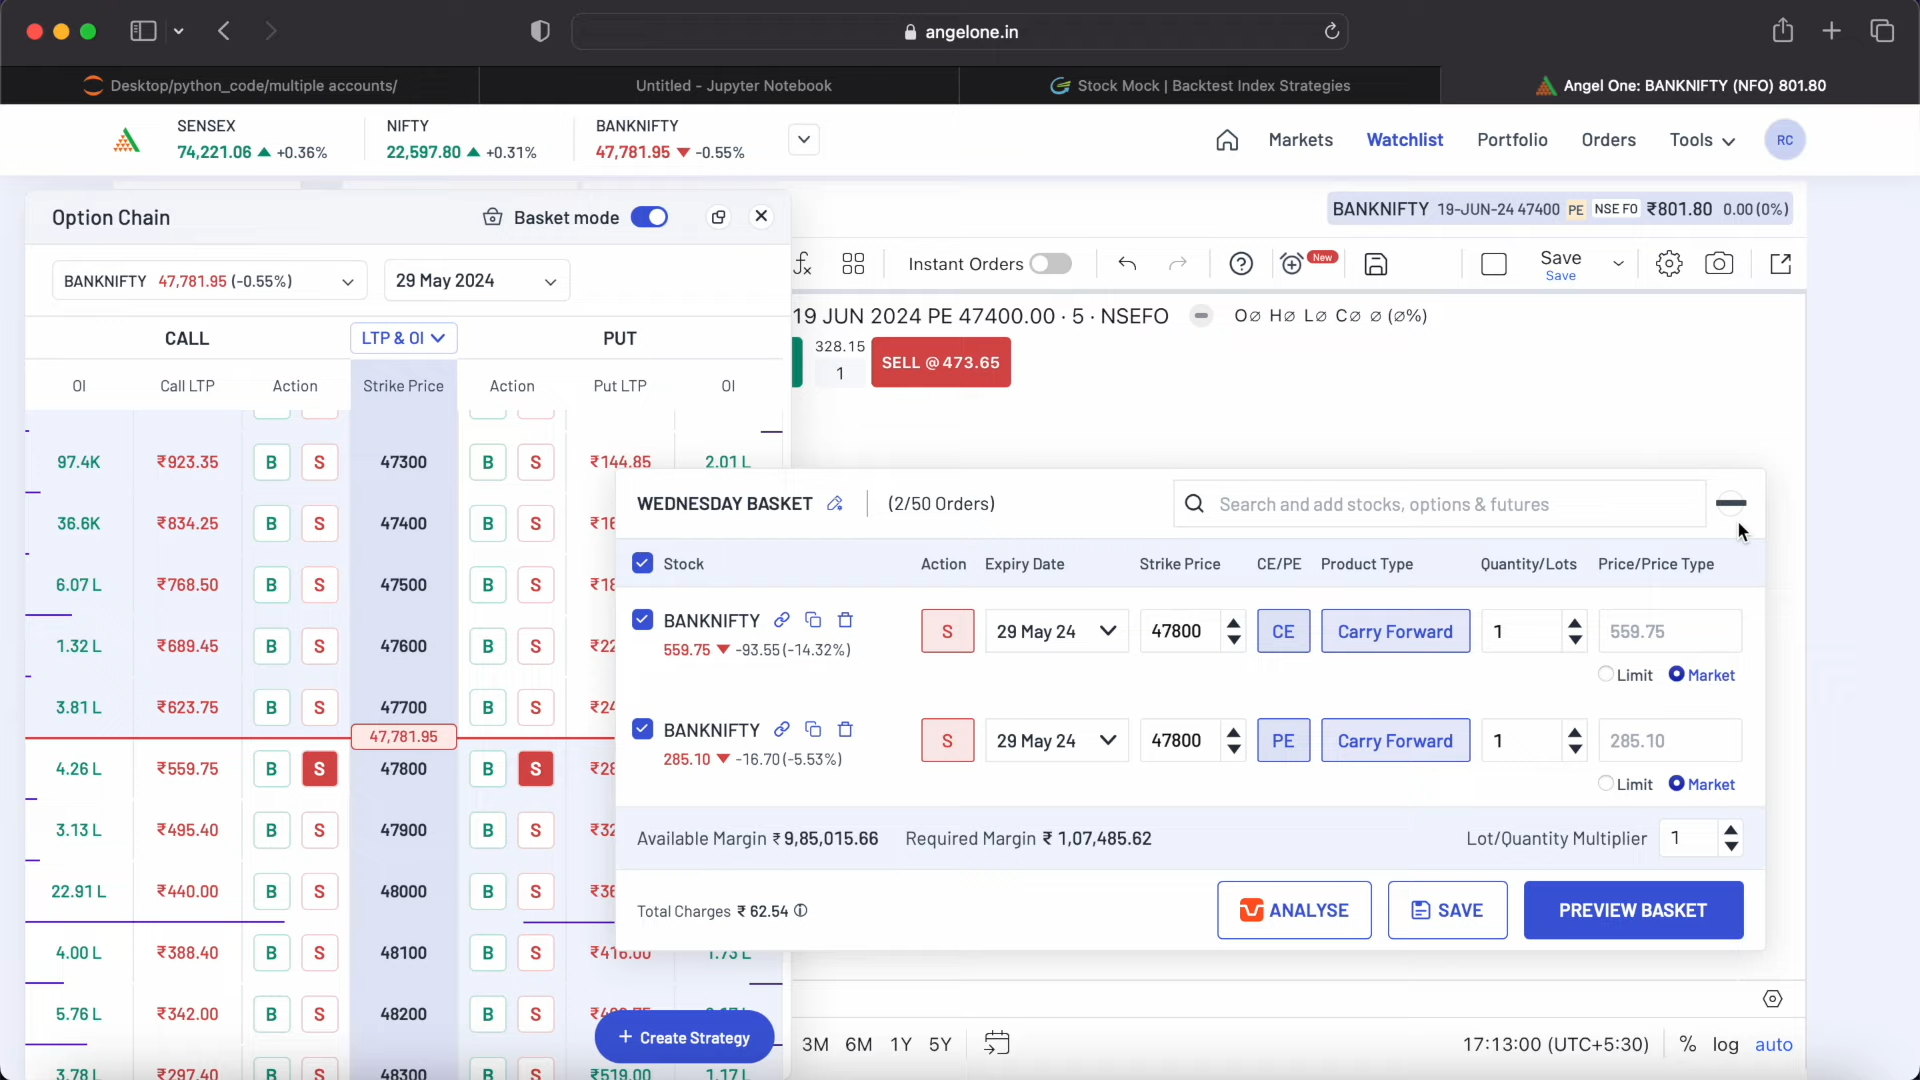 angelone.in
Desktop/python_code/multiple accounts/
Untitled - Jupyter Notebook
Stock Mock | Backtest Index Strategies
Angel One: BANKNIFTY (NFO) 801.80
SENSEX
74,221.06 ▲ +0.36%
NIFTY
22,597.80 ▲ +0.31%
BANKNIFTY
47,781.95 ▼ -0.55%
Markets
Watchlist
Portfolio
Orders
Tools
RC
Option Chain
Basket mode
BANKNIFTY 19-JUN-24 47400 PE NSE FO ₹801.80 0.00 (0%)
BANKNIFTY 47,781.95 (-0.55%)
29 May 2024
Instant Orders
New
Save
Save
19 JUN 2024 PE 47400.00 · 5 · NSEFO
O∅ H∅ L∅ C∅ ∅ (∅%)
328.15
1
SELL @ 473.65
CALL
LTP & OI
PUT
OI Call LTP Action Strike Price Action Put LTP OI
97.4K ₹923.35 B S 47300 B S ₹144.85 2.01 L
36.6K ₹834.25 B S 47400 B S
6.07 L ₹768.50 B S 47500 B S
1.32 L ₹689.45 B S 47600 B S
3.81 L ₹623.75 B S 47700 B S
47,781.95
4.26 L ₹559.75 B S 47800 B S
3.13 L ₹495.40 B S 47900 B S
22.91 L ₹440.00 B S 48000 B S
4.00 L ₹388.40 B S 48100 B S ₹416.00 1.73 L
5.76 L ₹342.00 B S 48200 B S
3.78 L ₹297.40 B S 48300 B S ₹519.00 1.17 L
+ Create Strategy
WEDNESDAY BASKET
(2/50 Orders)
Search and add stocks, options & futures
Stock Action Expiry Date Strike Price CE/PE Product Type Quantity/Lots Price/Price Type
BANKNIFTY
559.75 ▼ -93.55(-14.32%)
S 29 May 24 47800 CE Carry Forward 1 559.75
Limit Market
BANKNIFTY
285.10 ▼ -16.70(-5.53%)
S 29 May 24 47800 PE Carry Forward 1 285.10
Limit Market
Available Margin ₹ 9,85,015.66 Required Margin ₹ 1,07,485.62
Lot/Quantity Multiplier 1
Total Charges ₹ 62.54
ANALYSE
SAVE
PREVIEW BASKET
3M 6M 1Y 5Y
17:13:00 (UTC+5:30) % log auto